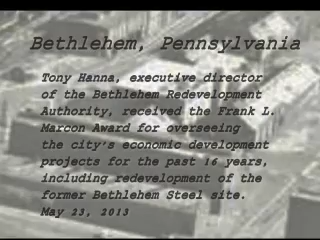 Bethlehem, Pennsylvania
Tony Hanna, executive director
of the Bethlehem Redevelopment
Authority, received the Frank L.
Marcon Award for overseeing
the city's economic development
projects for the past 16 years,
including redevelopment of the
former Bethlehem Steel site.
May 23, 2013